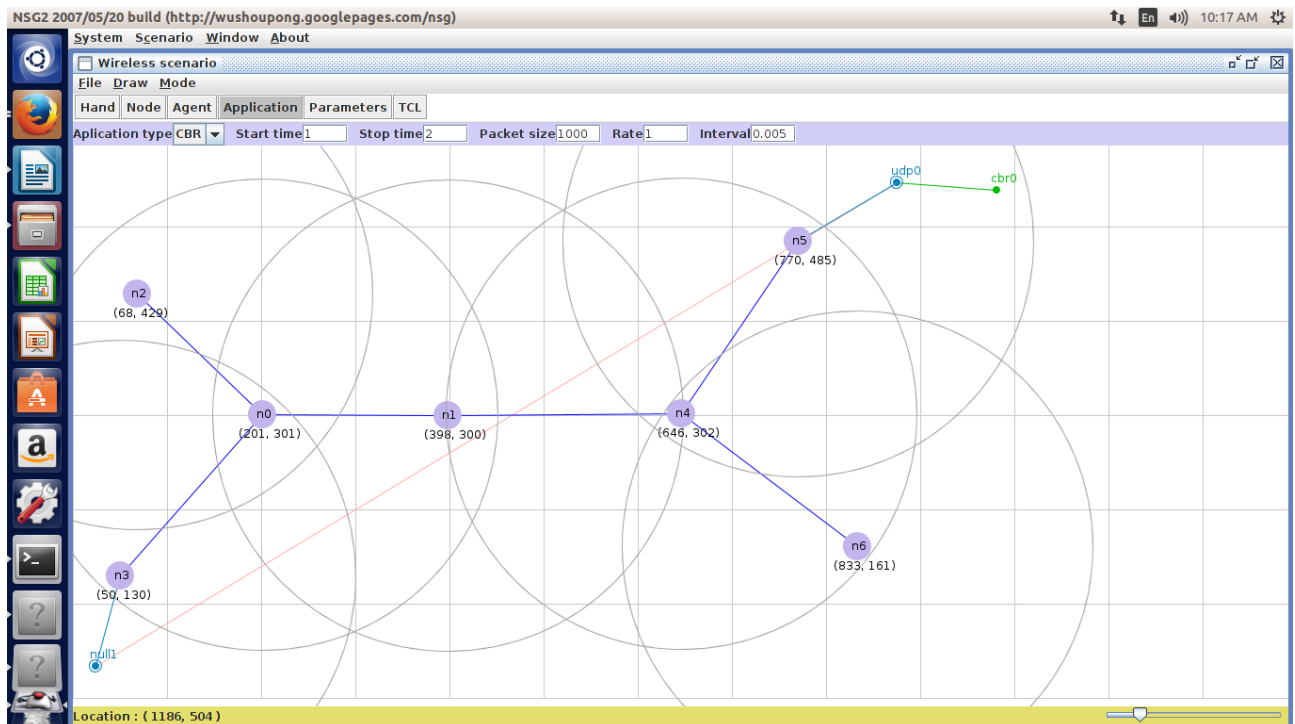 NSG2 2007/05/20 build (http://wushoupong.googlepages.com/nsg)
En
10:17 AM
System Scenario Window About
Wireless scenario
File Draw Mode
Hand Node Agent Application Parameters TCL
Aplication type CBR Start time 1 Stop time 2 Packet size 1000 Rate 1 Interval 0.005
udp0
cbr0
n5
(770, 485)
n2
(68, 429)
n0
(201, 301)
n1
(398, 300)
n4
(646, 302)
n6
(833, 161)
n3
(50, 130)
null1
a
>_
?
?
Location : ( 1186, 504 )